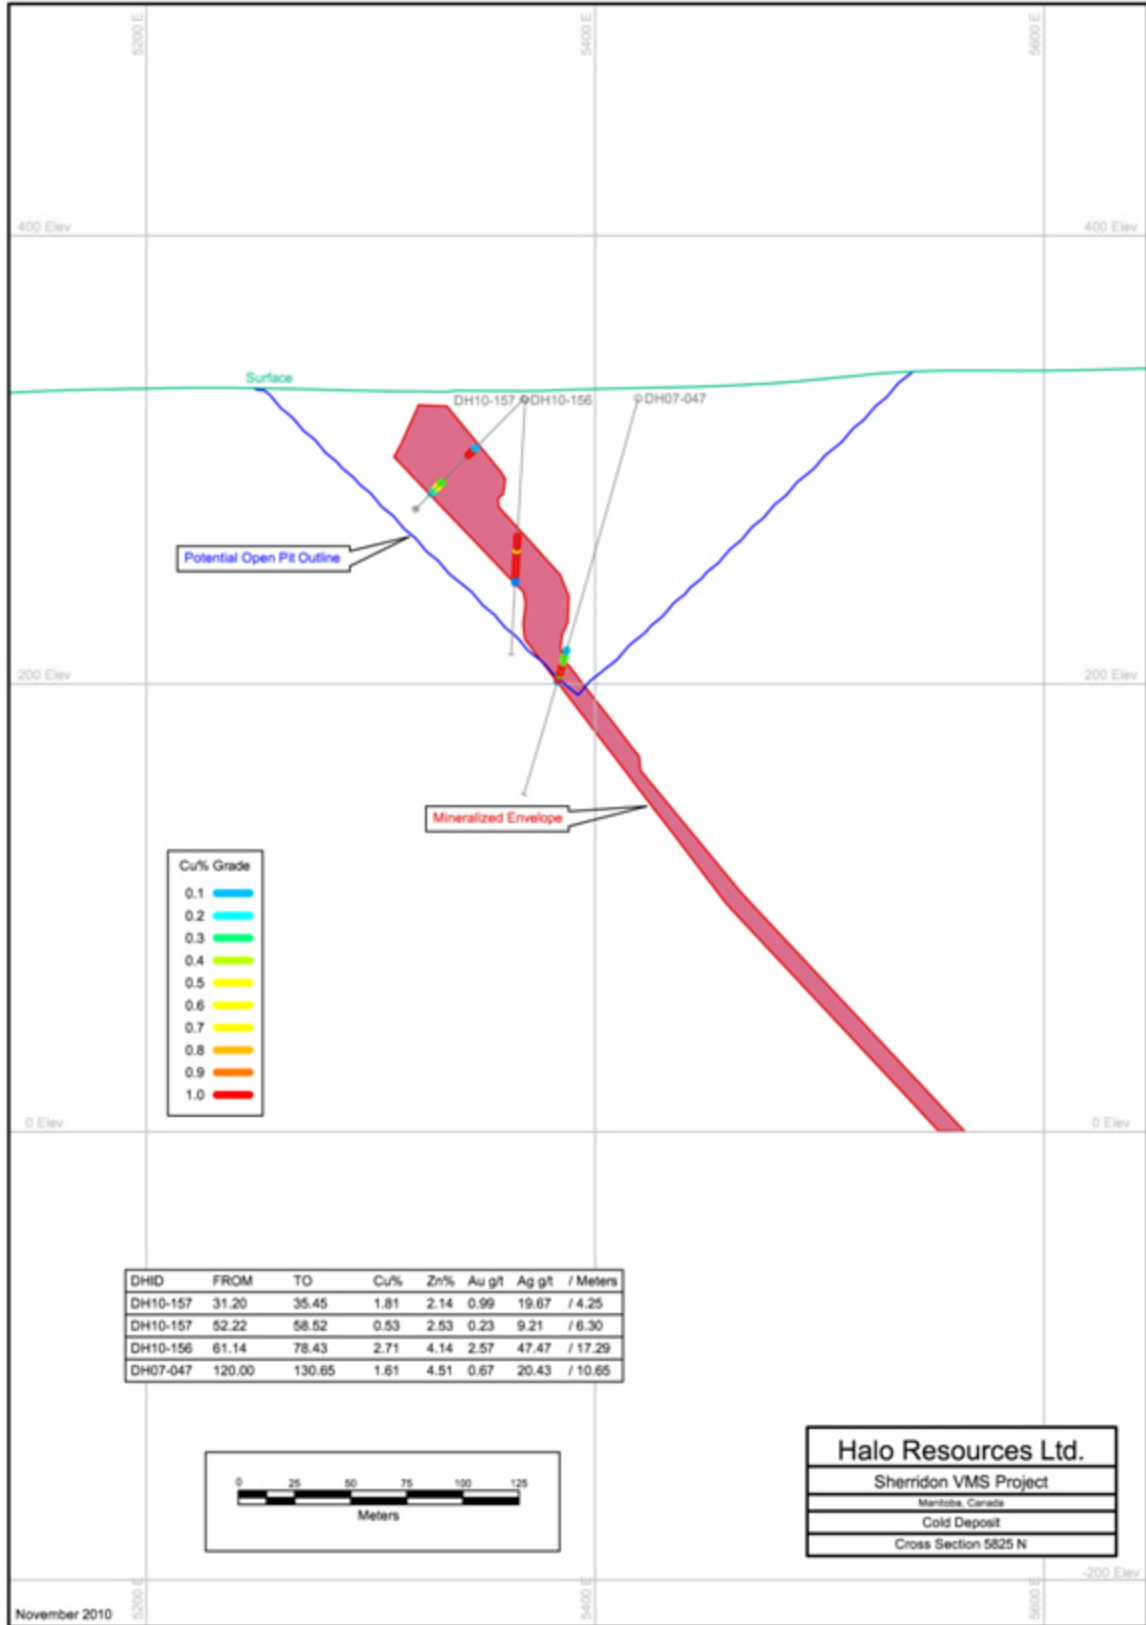 5200 E
5400 E
5600 E
400 Elev
400 Elev
Surface
DH10-157
DH10-156
DH07-047
Potential Open Pit Outline
200 Elev
200 Elev
Mineralized Envelope
Cu% Grade
0.1
0.2
0.3
0.4
0.5
0.6
0.7
0.8
0.9
1.0
0 Elev
0 Elev
DHID FROM TO Cu% Zn% Au g/t Ag g/t / Meters
DH10-157 31.20 35.45 1.81 2.14 0.99 19.67 / 4.25
DH10-157 52.22 58.52 0.53 2.53 0.23 9.21 / 6.30
DH10-156 61.14 78.43 2.71 4.14 2.57 47.47 / 17.29
DH07-047 120.00 130.65 1.61 4.51 0.67 20.43 / 10.65
0 25 50 75 100 125
Meters
Halo Resources Ltd.
Sherridon VMS Project
Manitoba, Canada
Cold Deposit
Cross Section 5825 N
-200 Elev
November 2010
5200 E
5400 E
5600 E